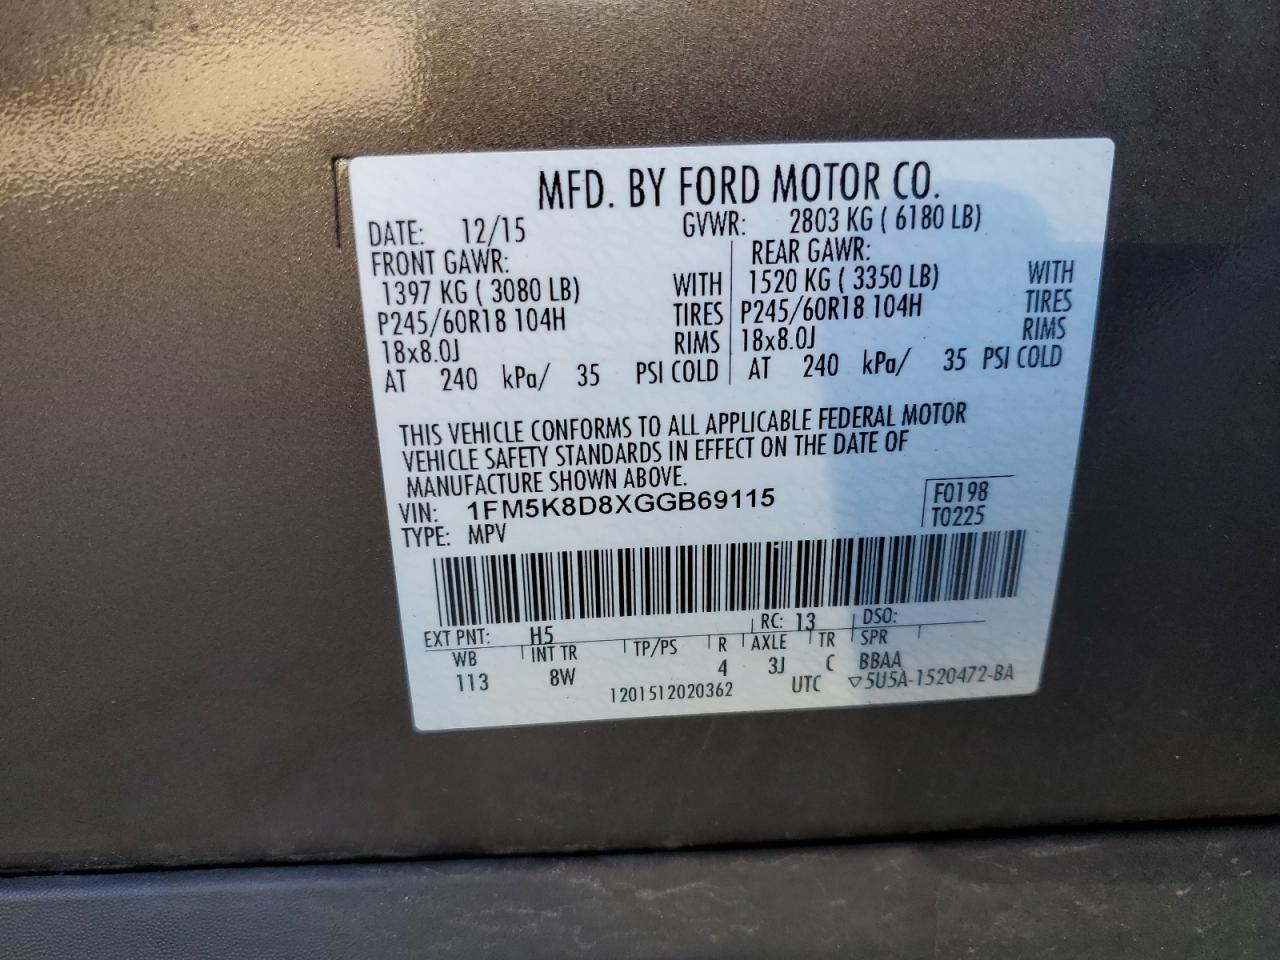 MFD. BY FORD MOTOR CO.
DATE: 12/15 GVWR: 2803 KG ( 6180 LB)
FRONT GAWR: REAR GAWR:
1397 KG ( 3080 LB) WITH 1520 KG ( 3350 LB) WITH
P245/60R18 104H TIRES P245/60R18 104H TIRES
18x8.0J RIMS 18x8.0J RIMS
AT 240 kPa/ 35 PSI COLD AT 240 kPa/ 35 PSI COLD
THIS VEHICLE CONFORMS TO ALL APPLICABLE FEDERAL MOTOR
VEHICLE SAFETY STANDARDS IN EFFECT ON THE DATE OF
MANUFACTURE SHOWN ABOVE.
VIN: 1FM5K8D8XGGB69115 F0198
TYPE: MPV T0225
EXT PNT: H5 RC: 13 DSO:
WB INT TR TP/PS R AXLE TR SPR
113 8W 4 3J C BBAA
1201512020362 UTC ▽5U5A-1520472-BA